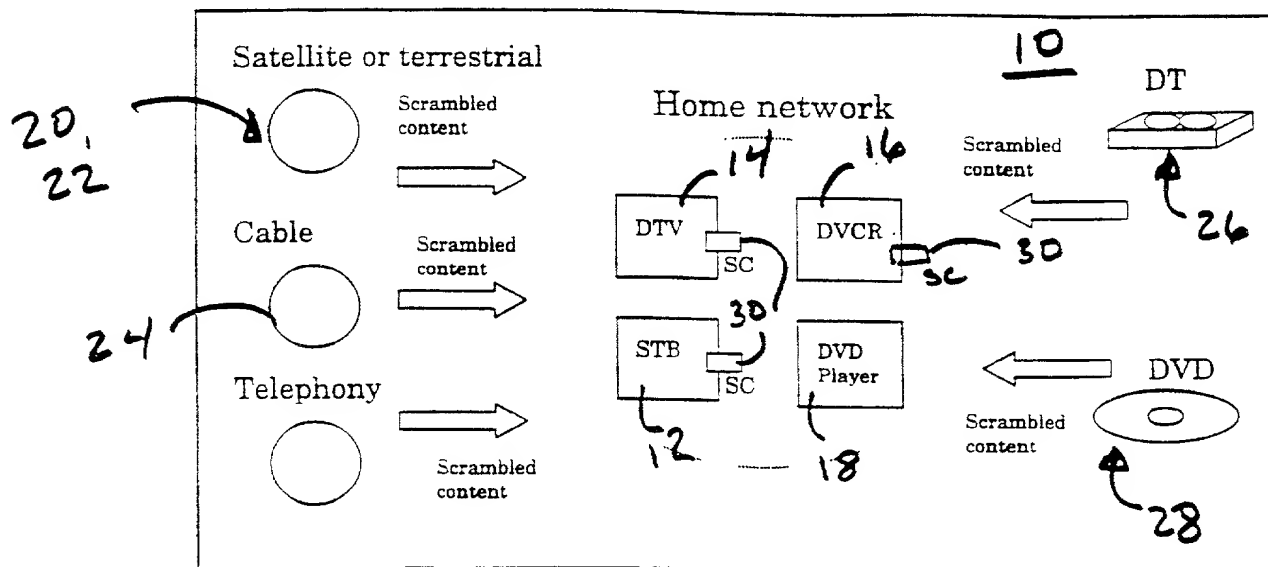 10
Satellite or terrestrial
DT
20,
22
Scrambled
content
Home network
14
16
Scrambled
content
26
DTV
SC
DVCR
SC
30
Cable
Scrambled
content
24
30
STB
SC
DVD
Player
DVD
Telephony
Scrambled
content
12
18
Scrambled
content
28